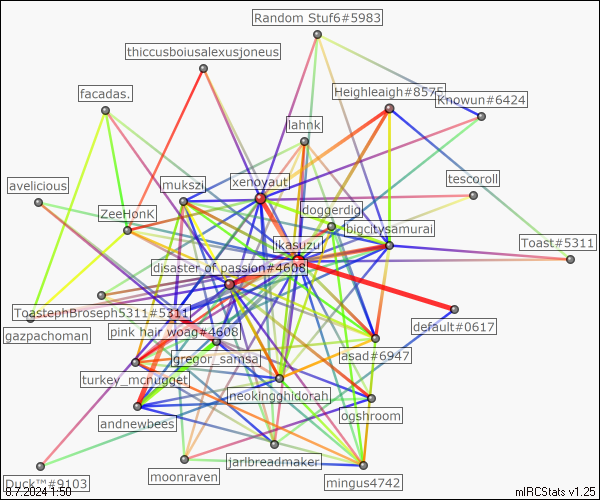 Random Stuf6#5983
thiccusboiusalexusjoneus
facadas.
Heighleaigh#8575
Knowun#6424
lahnk
avelicious
mukszi
xenoyaut
tescoroll
ZeeHonK
doggerdig
bigcitysamurai
ikasuzu
Toast#5311
disaster of passion#4608
ToastephBroseph5311#5311
gazpachoman
pink hair woag#4608
default#0617
gregor_samsa
asad#6947
turkey_mcnugget
neokingghidorah
andnewbees
ogshroom
jarlbreadmaker
moonraven
Duck™#9103
mingus4742
8.7.2024 1:50
mIRCStats v1.25